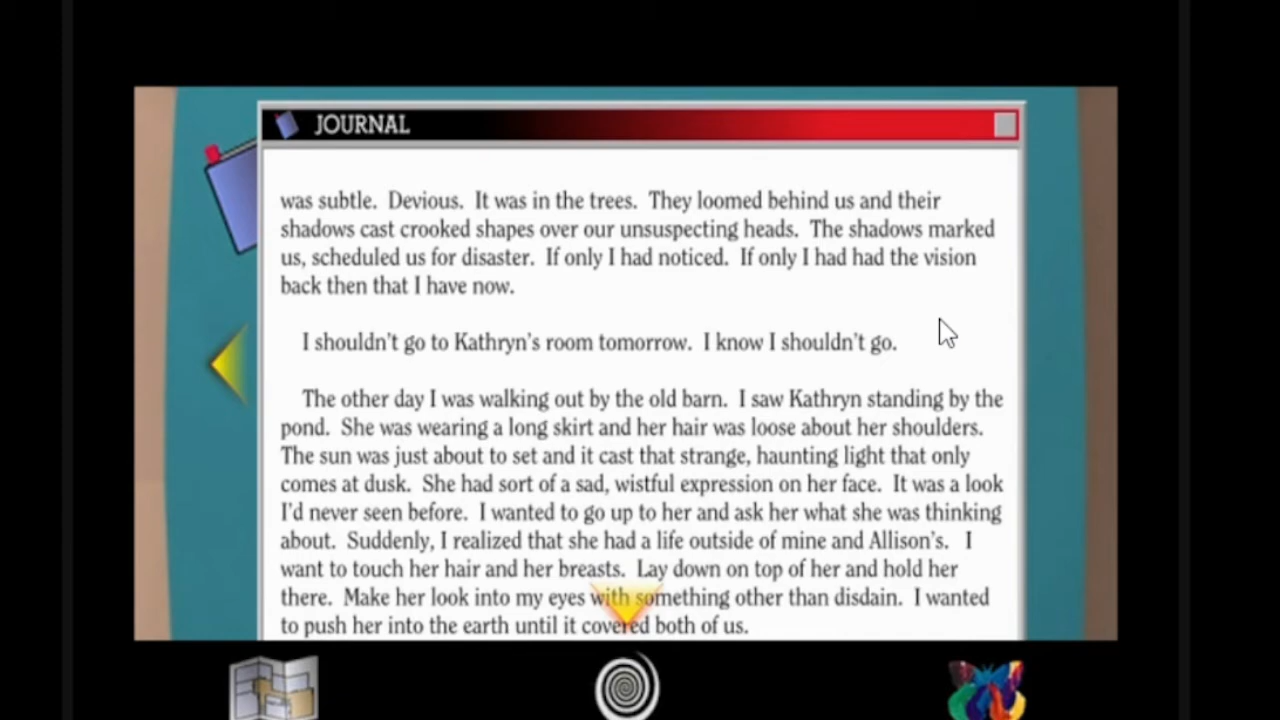 JOURNAL
was subtle. Devious. It was in the trees. They loomed behind us and their
shadows cast crooked shapes over our unsuspecting heads. The shadows marked
us, scheduled us for disaster. If only I had noticed. If only I had had the vision
back then that I have now.
I shouldn't go to Kathryn's room tomorrow. I know I shouldn't go.
The other day I was walking out by the old barn. I saw Kathryn standing by the
pond. She was wearing a long skirt and her hair was loose about her shoulders.
The sun was just about to set and it cast that strange, haunting light that only
comes at dusk. She had sort of a sad, wistful expression on her face. It was a look
I'd never seen before. I wanted to go up to her and ask her what she was thinking
about. Suddenly, I realized that she had a life outside of mine and Allison's. I
want to touch her hair and her breasts. Lay down on top of her and hold her
there. Make her look into my eyes with something other than disdain. I wanted
to push her into the earth until it covered both of us.